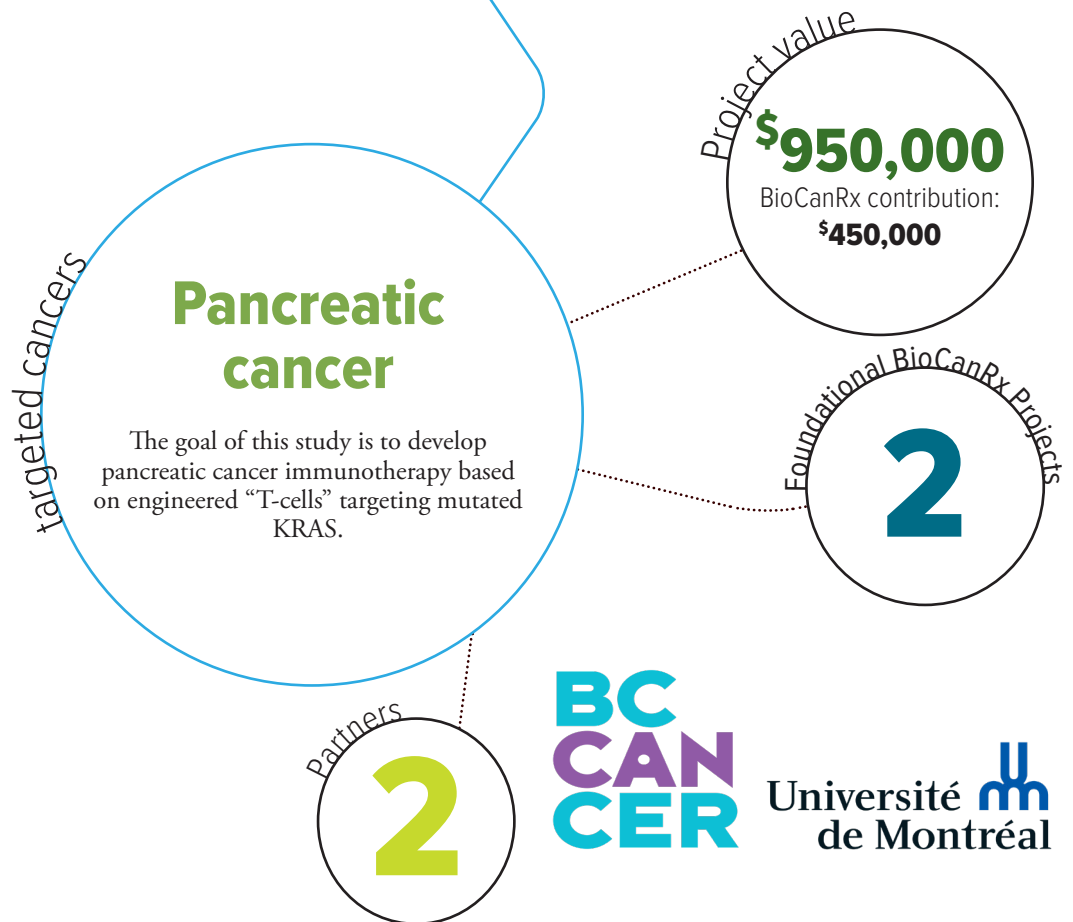 Project value
$950,000
BioCanRx contribution:
$450,000
targeted cancers
Pancreatic
cancer
The goal of this study is to develop
pancreatic cancer immunotherapy based
on engineered “T-cells” targeting mutated
KRAS.
Foundational BioCanRx Projects
2
Partners
2
BC
CAN
CER
Université
de Montréal